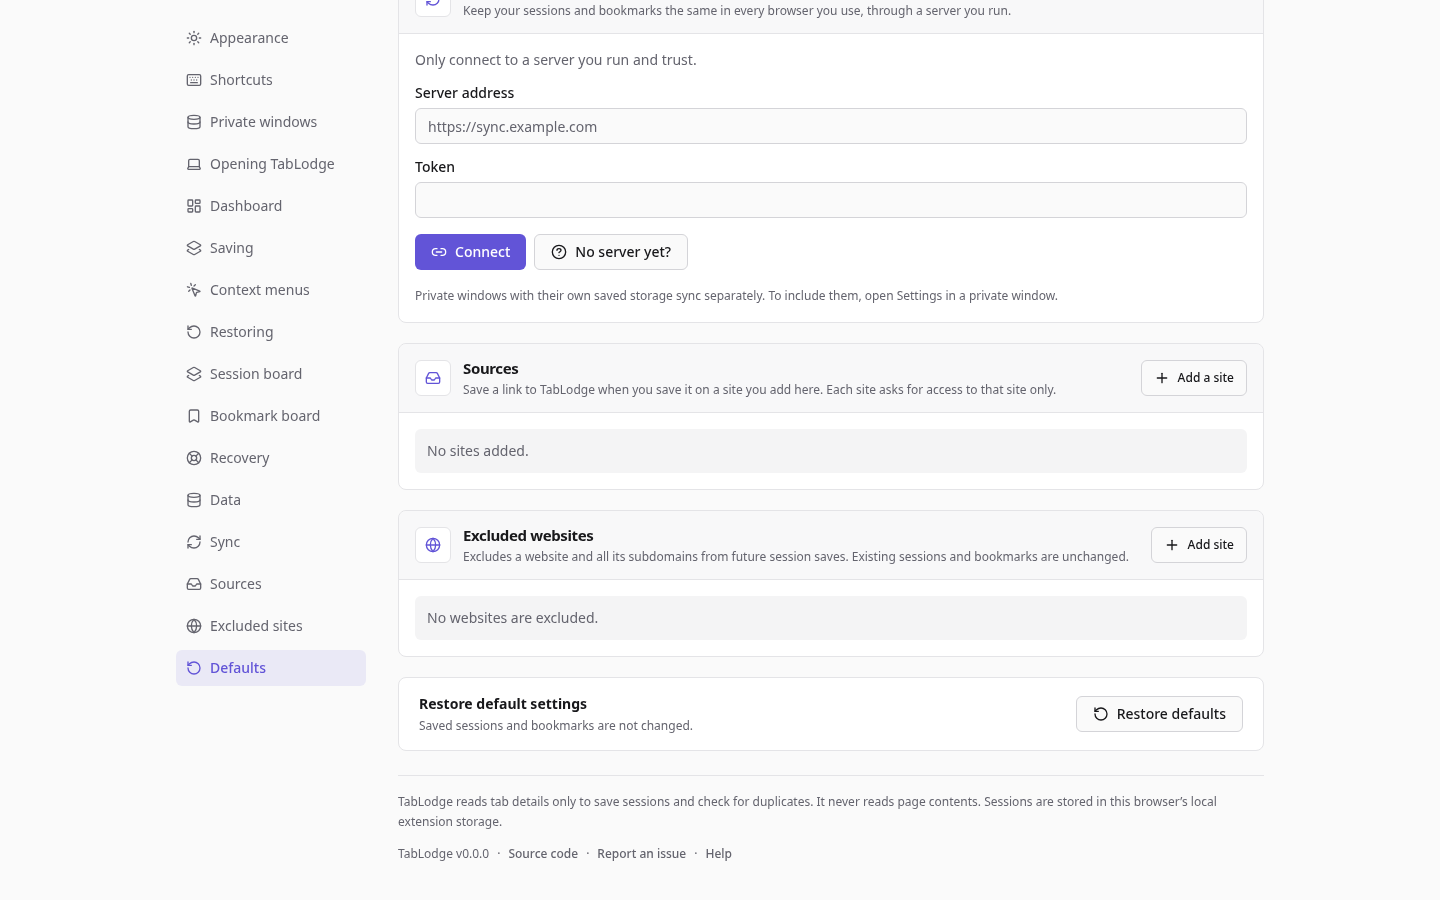 Appearance
Shortcuts
Private windows
Opening TabLodge
Dashboard
Saving
Context menus
Restoring
Session board
Bookmark board
Recovery
Data
Sync
Sources
Excluded sites
Defaults
Keep your sessions and bookmarks the same in every browser you use, through a server you run.
Only connect to a server you run and trust.
Server address
https://sync.example.com
Token
Connect
No server yet?
Private windows with their own saved storage sync separately. To include them, open Settings in a private window.
Sources
Save a link to TabLodge when you save it on a site you add here. Each site asks for access to that site only.
Add a site
No sites added.
Excluded websites
Excludes a website and all its subdomains from future session saves. Existing sessions and bookmarks are unchanged.
Add site
No websites are excluded.
Restore default settings
Saved sessions and bookmarks are not changed.
Restore defaults
TabLodge reads tab details only to save sessions and check for duplicates. It never reads page contents. Sessions are stored in this browser’s local
extension storage.
TabLodge v0.0.0 · Source code · Report an issue · Help